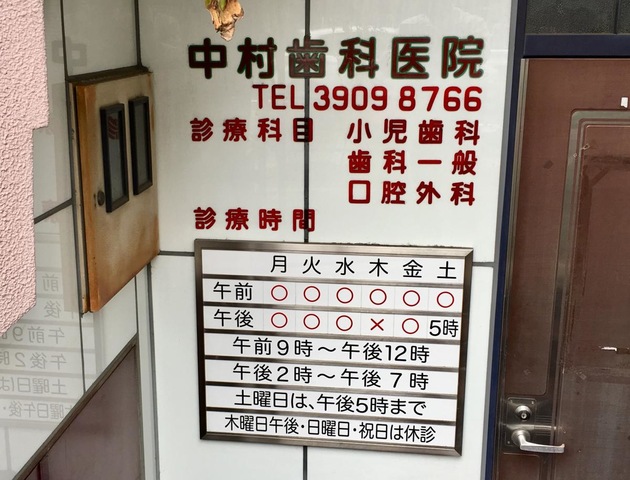 中村歯科医院
TEL 3909 8766
診療科目 小児歯科
歯科一般
口腔外科
診療時間
月 火 水 木 金 土
午前 ○ ○ ○ ○ ○ ○
午後 ○ ○ ○ × ○ 5時
午前9時〜午後12時
午後2時〜午後7時
土曜日は、午後5時まで
木曜日午後・日曜日・祝日は休診